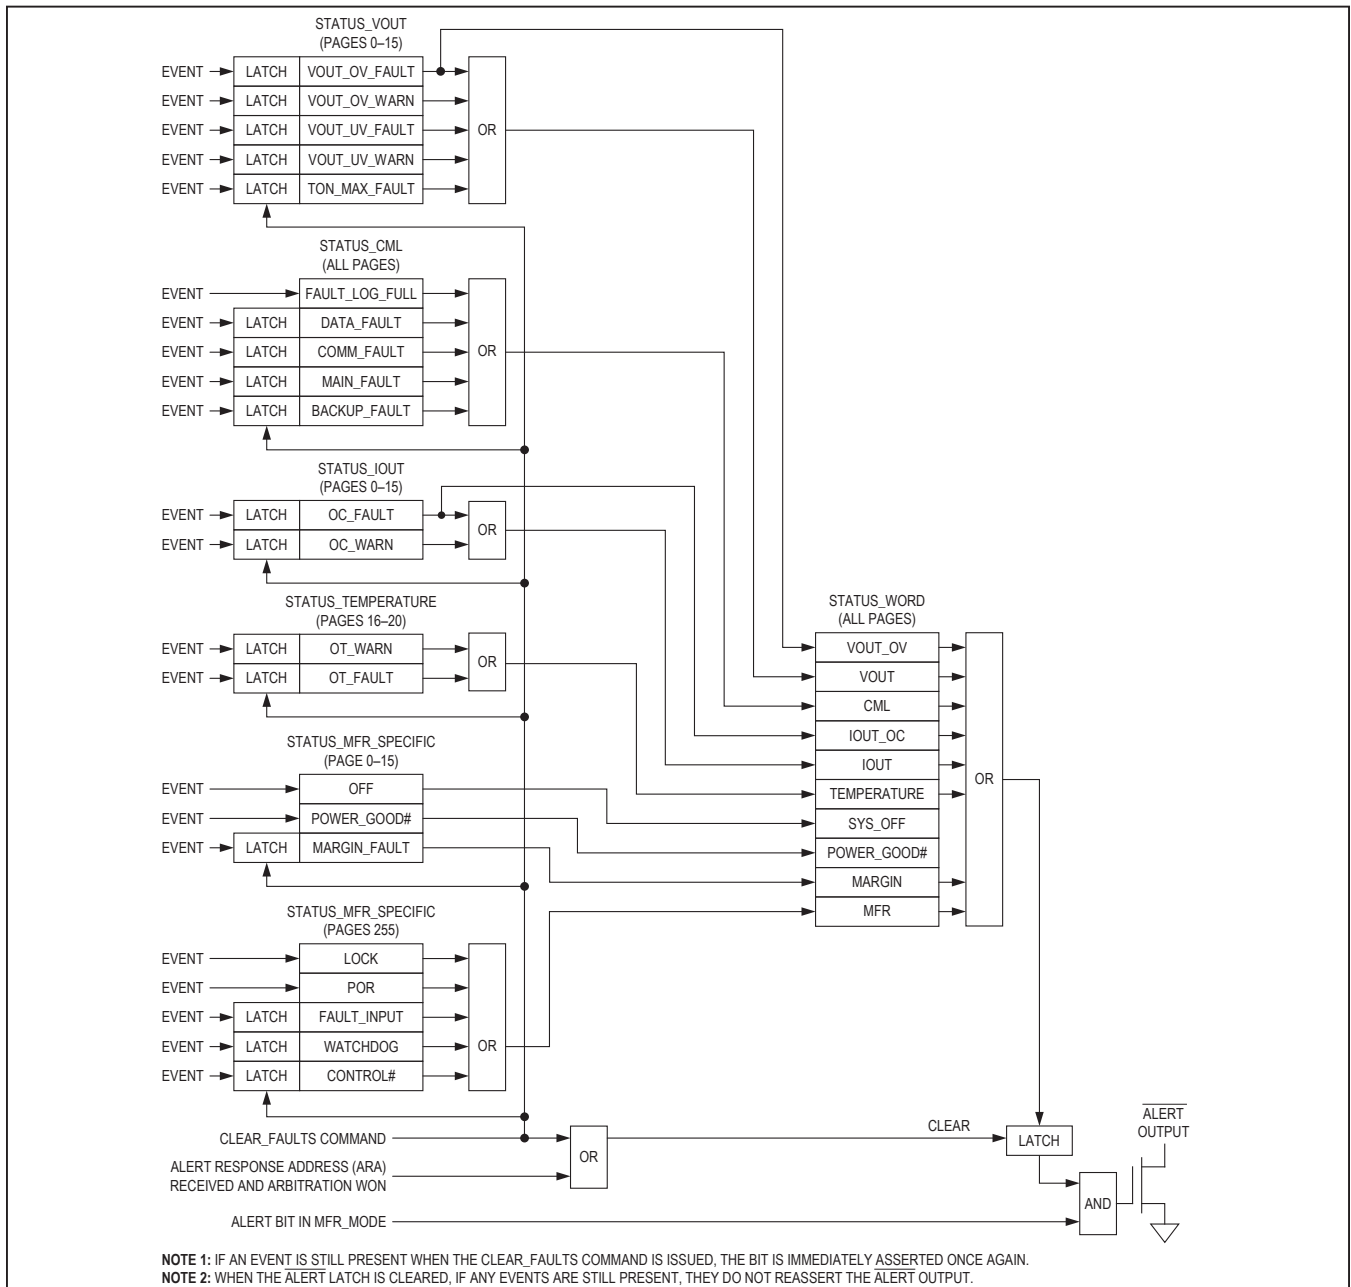 STATUS_VOUT
(PAGES 0–15)
EVENT LATCH VOUT_OV_FAULT
EVENT LATCH VOUT_OV_WARN
EVENT LATCH VOUT_UV_FAULT OR
EVENT LATCH VOUT_UV_WARN
EVENT LATCH TON_MAX_FAULT
STATUS_CML
(ALL PAGES)
EVENT FAULT_LOG_FULL
EVENT LATCH DATA_FAULT
EVENT LATCH COMM_FAULT OR
EVENT LATCH MAIN_FAULT
EVENT LATCH BACKUP_FAULT
STATUS_IOUT
(PAGES 0–15)
EVENT LATCH OC_FAULT
OR
EVENT LATCH OC_WARN
STATUS_TEMPERATURE
(PAGES 16–20)
EVENT LATCH OT_WARN
OR
EVENT LATCH OT_FAULT
STATUS_WORD
(ALL PAGES)
VOUT_OV
VOUT
CML
IOUT_OC
IOUT
OR
TEMPERATURE
SYS_OFF
POWER_GOOD#
MARGIN
MFR
STATUS_MFR_SPECIFIC
(PAGE 0–15)
EVENT OFF
EVENT POWER_GOOD#
EVENT LATCH MARGIN_FAULT
STATUS_MFR_SPECIFIC
(PAGES 255)
EVENT LOCK
EVENT POR
EVENT LATCH FAULT_INPUT
EVENT LATCH WATCHDOG OR
EVENT LATCH CONTROL#
CLEAR_FAULTS COMMAND
OR
CLEAR
LATCH
ALERT
OUTPUT
ALERT RESPONSE ADDRESS (ARA)
RECEIVED AND ARBITRATION WON
AND
ALERT BIT IN MFR_MODE
NOTE 1: IF AN EVENT IS STILL PRESENT WHEN THE CLEAR_FAULTS COMMAND IS ISSUED, THE BIT IS IMMEDIATELY ASSERTED ONCE AGAIN.
NOTE 2: WHEN THE ALERT LATCH IS CLEARED, IF ANY EVENTS ARE STILL PRESENT, THEY DO NOT REASSERT THE ALERT OUTPUT.